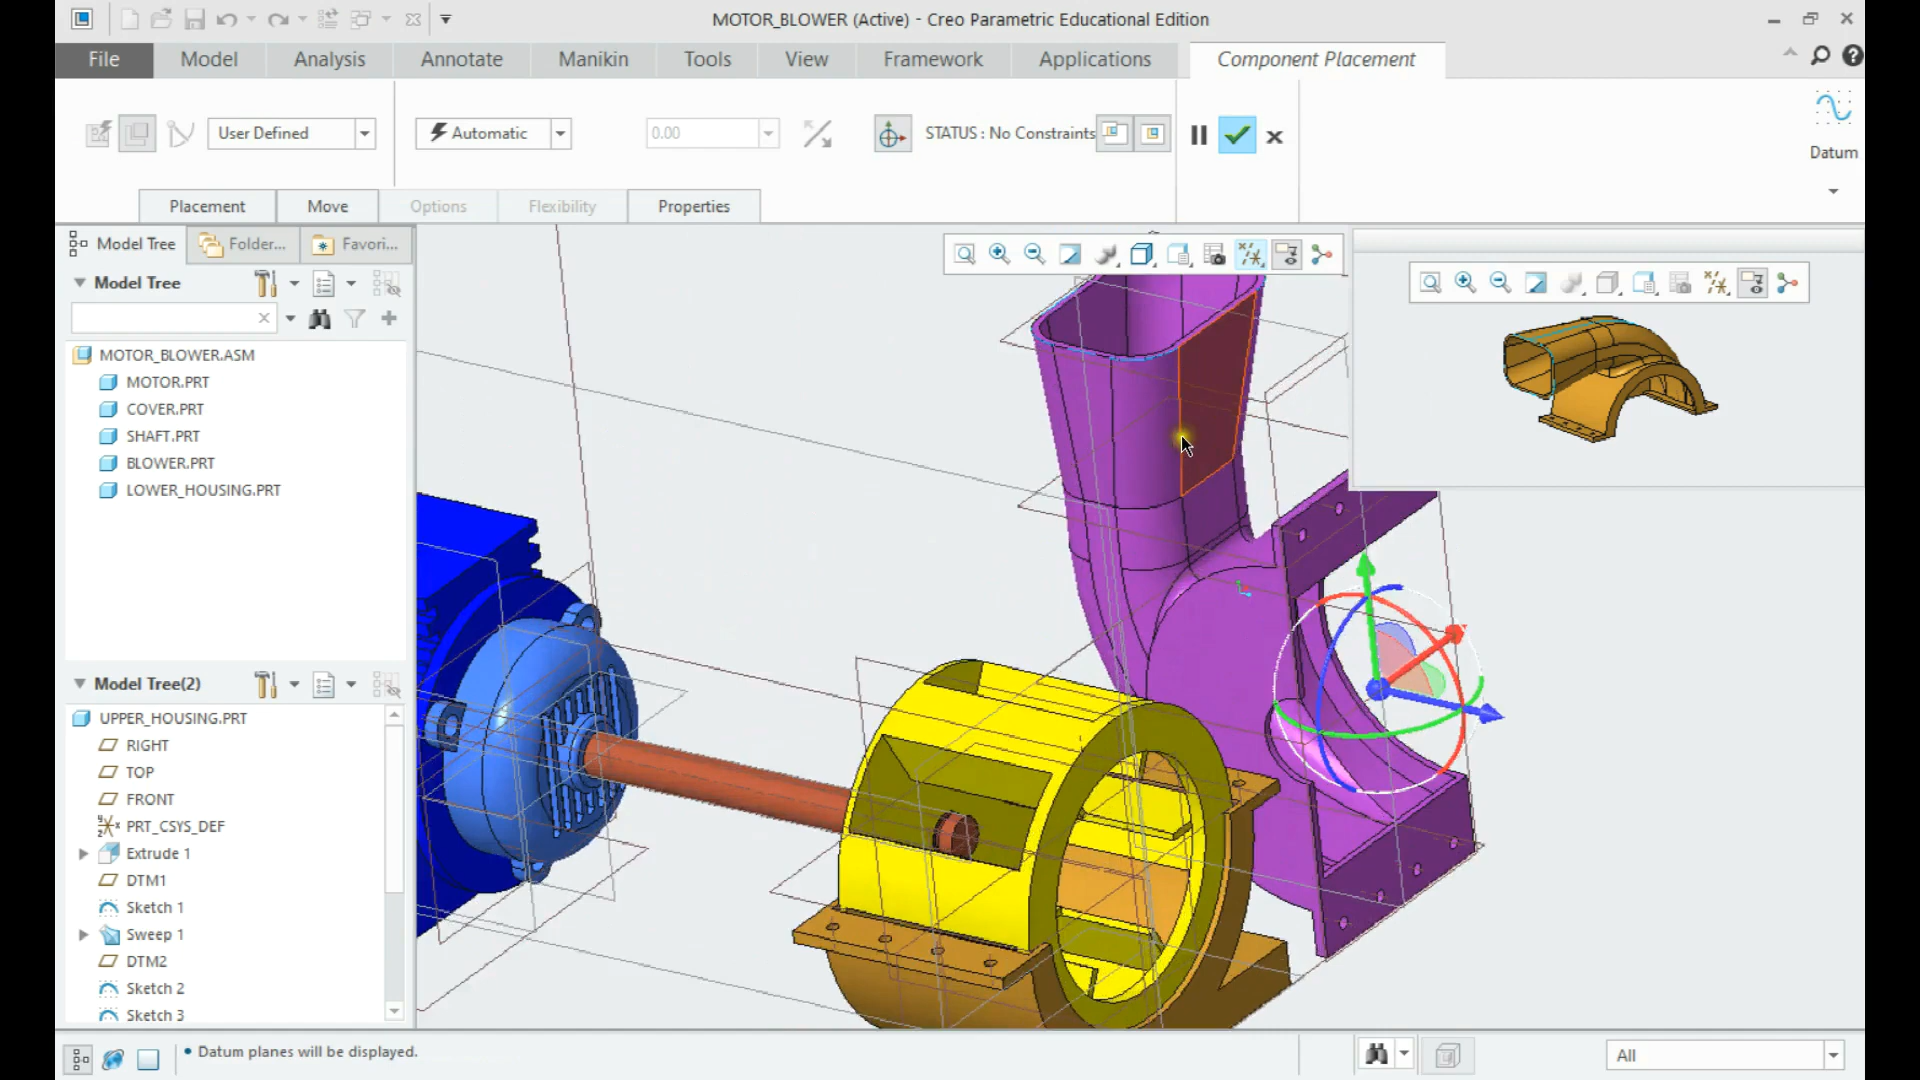 MOTOR_BLOWER (Active) - Creo Parametric Educational Edition
File Model Analysis Annotate Manikin Tools View Framework Applications Component Placement
User Defined Automatic 0.00 STATUS : No Constraints
Datum
Placement Move Options Flexibility Properties
Model Tree Folder... Favori...
Model Tree
MOTOR_BLOWER.ASM
MOTOR.PRT
COVER.PRT
SHAFT.PRT
BLOWER.PRT
LOWER_HOUSING.PRT
Model Tree(2)
UPPER_HOUSING.PRT
RIGHT
TOP
FRONT
PRT_CSYS_DEF
Extrude 1
DTM1
Sketch 1
Sweep 1
DTM2
Sketch 2
Sketch 3
• Datum planes will be displayed.
All